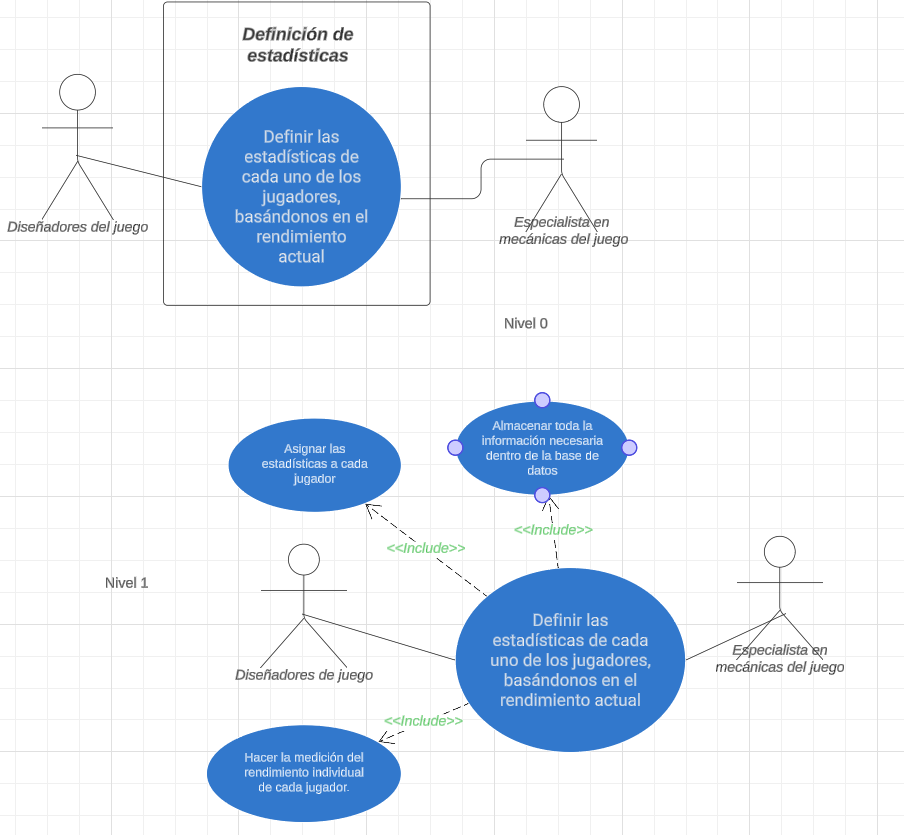 Definición de
estadísticas
Definir las
estadísticas de
cada uno de los
jugadores,
basándonos en el
rendimiento
actual
Diseñadores del juego
Especialista en
mecánicas del juego
Nivel 0
Almacenar toda la
información necesaria
dentro de la base de
datos
Asignar las
estadísticas a cada
jugador
<<Include>>
<<Include>>
Nivel 1
Definir las
estadísticas de cada
uno de los jugadores,
basándonos en el
rendimiento actual
Especialista en
mecánicas del juego
Diseñadores de juego
<<Include>>
Hacer la medición del
rendimiento individual
de cada jugador.